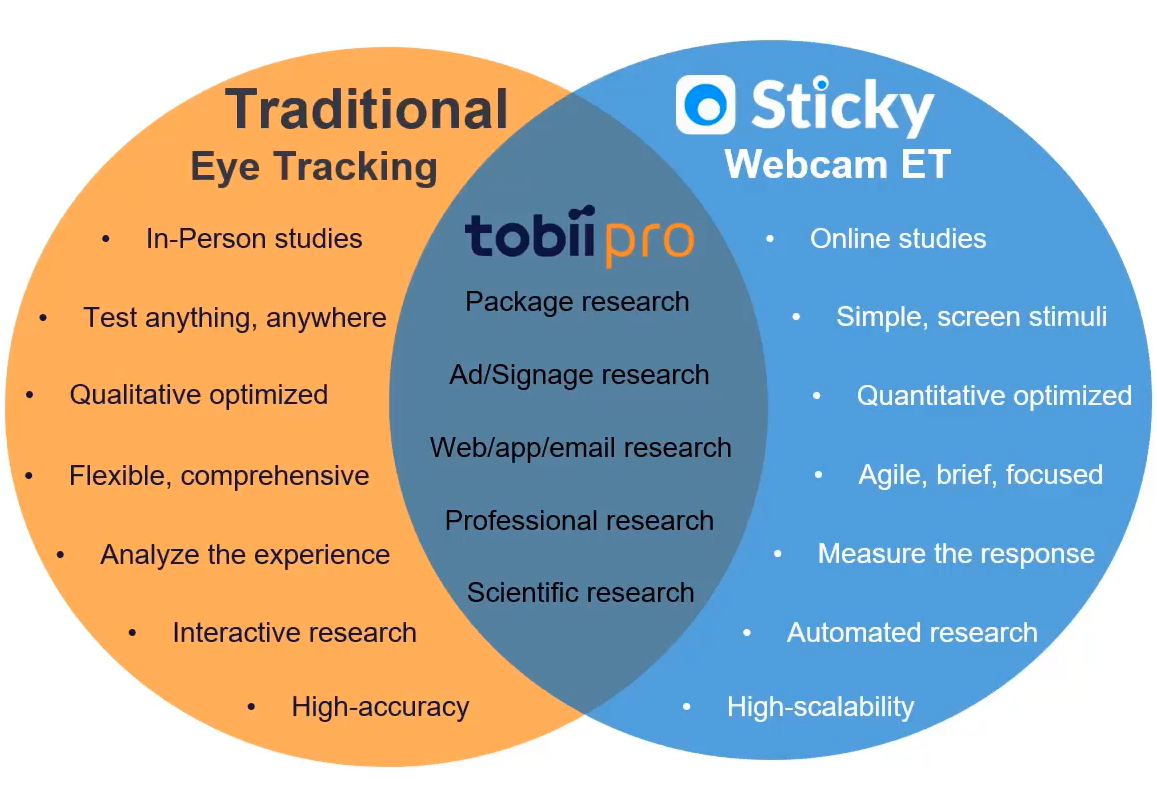 Traditional
Eye Tracking
• In-Person studies
• Test anything, anywhere
• Qualitative optimized
• Flexible, comprehensive
• Analyze the experience
• Interactive research
• High-accuracy
tobii pro
Package research
Ad/Signage research
Web/app/email research
Professional research
Scientific research
Sticky
Webcam ET
• Online studies
• Simple, screen stimuli
• Quantitative optimized
• Agile, brief, focused
• Measure the response
• Automated research
• High-scalability